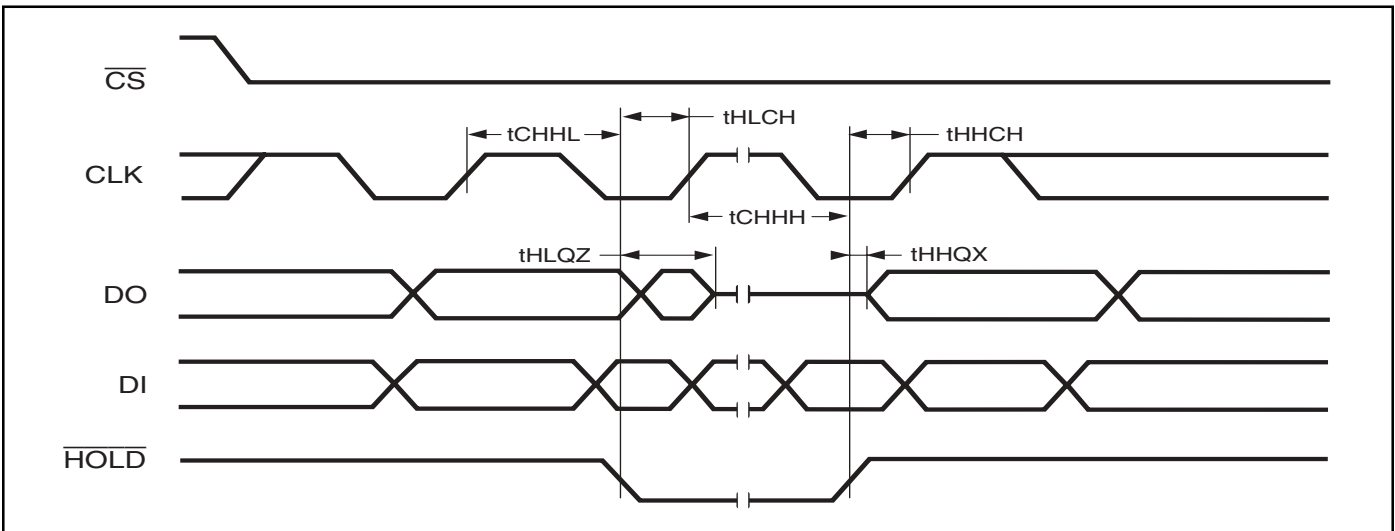 CS
tHLCH
tCHHL
tHHCH
CLK
tCHHH
tHLQZ
tHHQX
DO
DI
HOLD